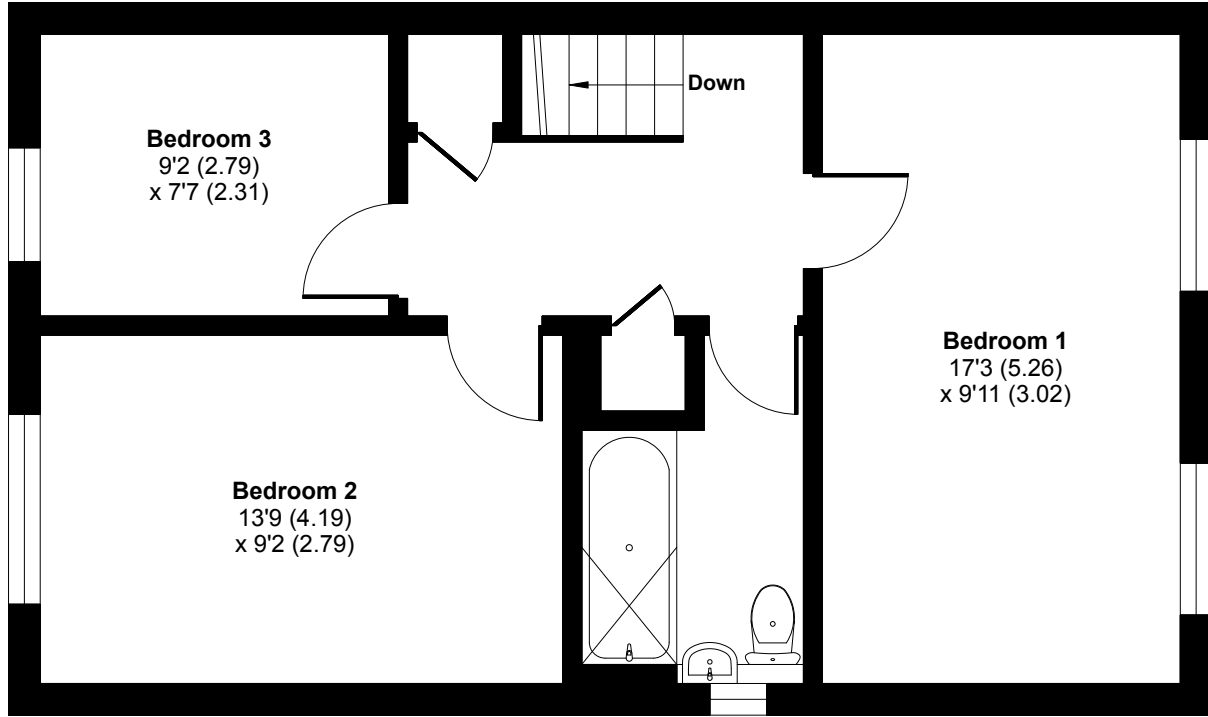 Down
Bedroom 3
9'2 (2.79)
x 7'7 (2.31)
Bedroom 1
17'3 (5.26)
x 9'11 (3.02)
Bedroom 2
13'9 (4.19)
x 9'2 (2.79)